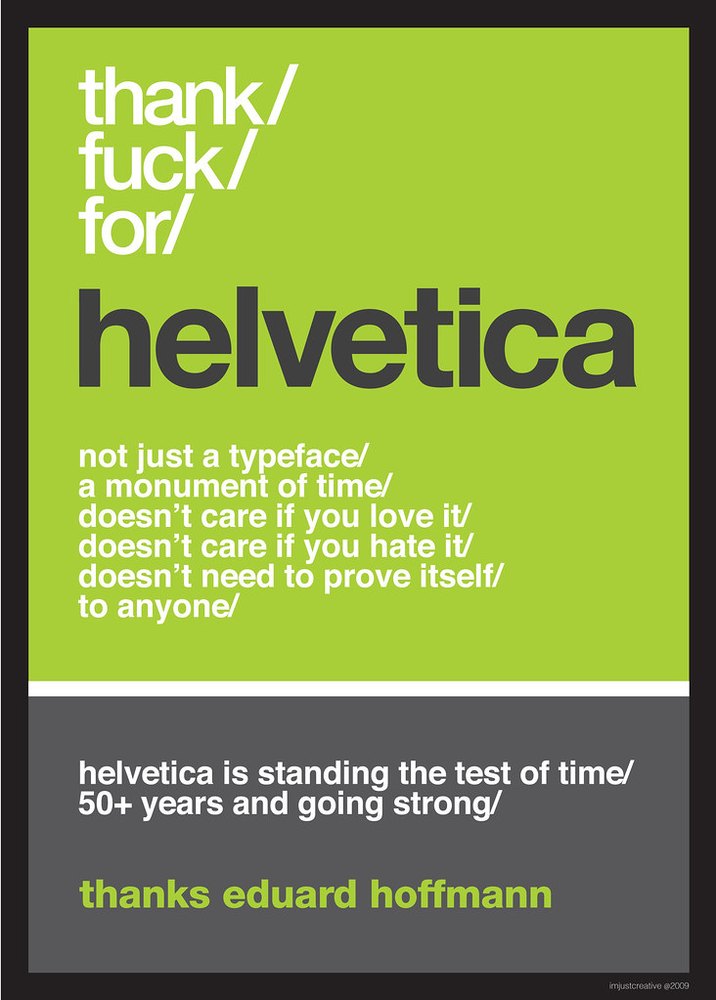 thank/
fuck/
for/
helvetica
not just a typeface/
a monument of time/
doesn’t care if you love it/
doesn’t care if you hate it/
doesn’t need to prove itself/
to anyone/
helvetica is standing the test of time/
50+ years and going strong/
thanks eduard hoffmann
imjustcreative @2009